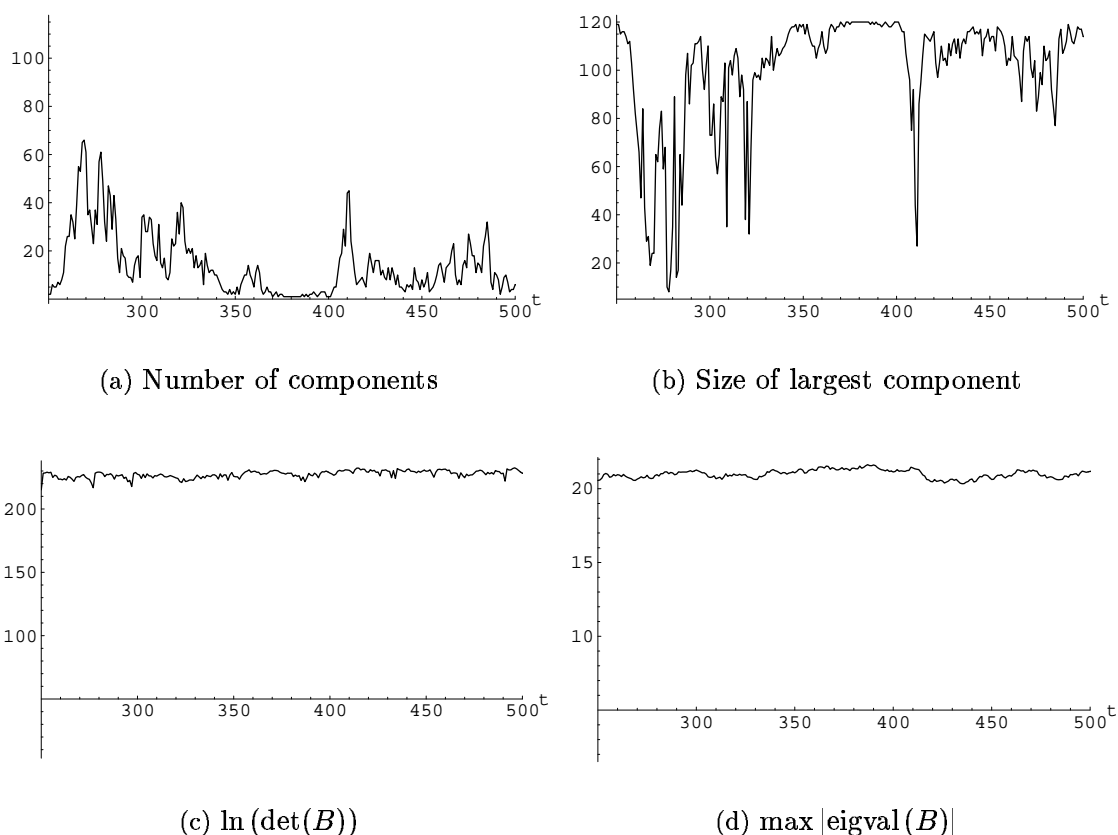 100
80
60
40
20
300 350 400 450 500 t
(a) Number of components
120
100
80
60
40
20
300 350 400 450 500 t
(b) Size of largest component
200
150
100
300 350 400 450 500 t
(c) ln (det(B))
20
15
10
300 350 400 450 500 t
(d) max |eigval (B)|